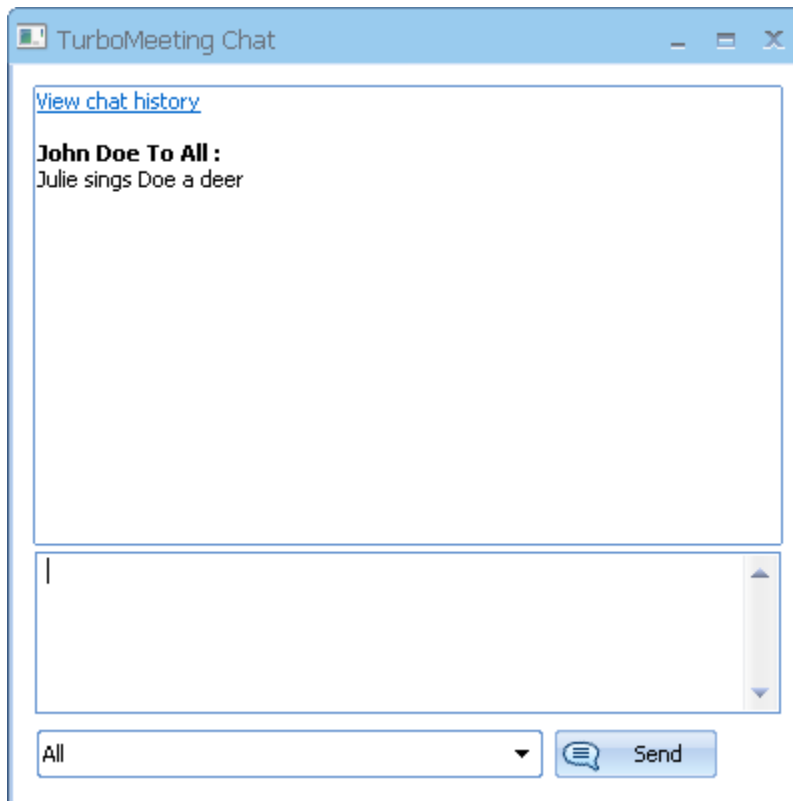 TurboMeeting Chat
View chat history
John Doe To All :
Julie sings Doe a deer
All
Send